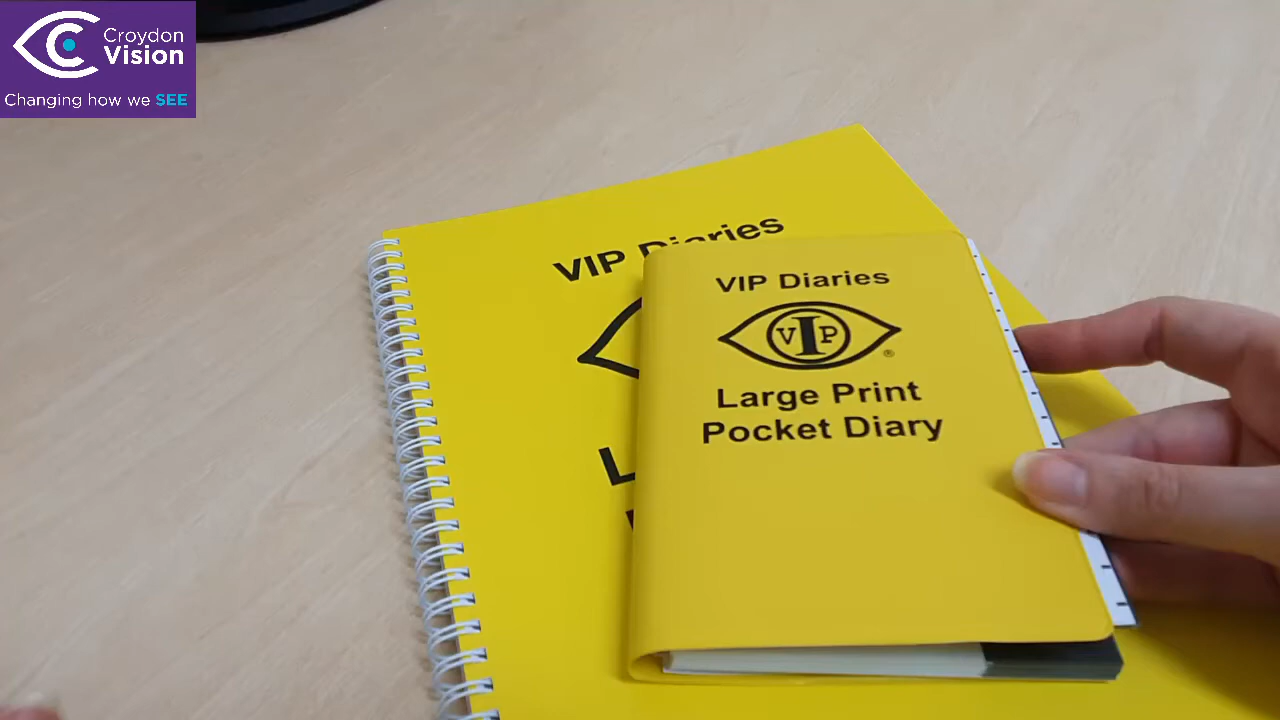 Croydon
Vision
Changing how we SEE
VIP Diaries
VIP Diaries
VIP
®
Large Print
Pocket Diary